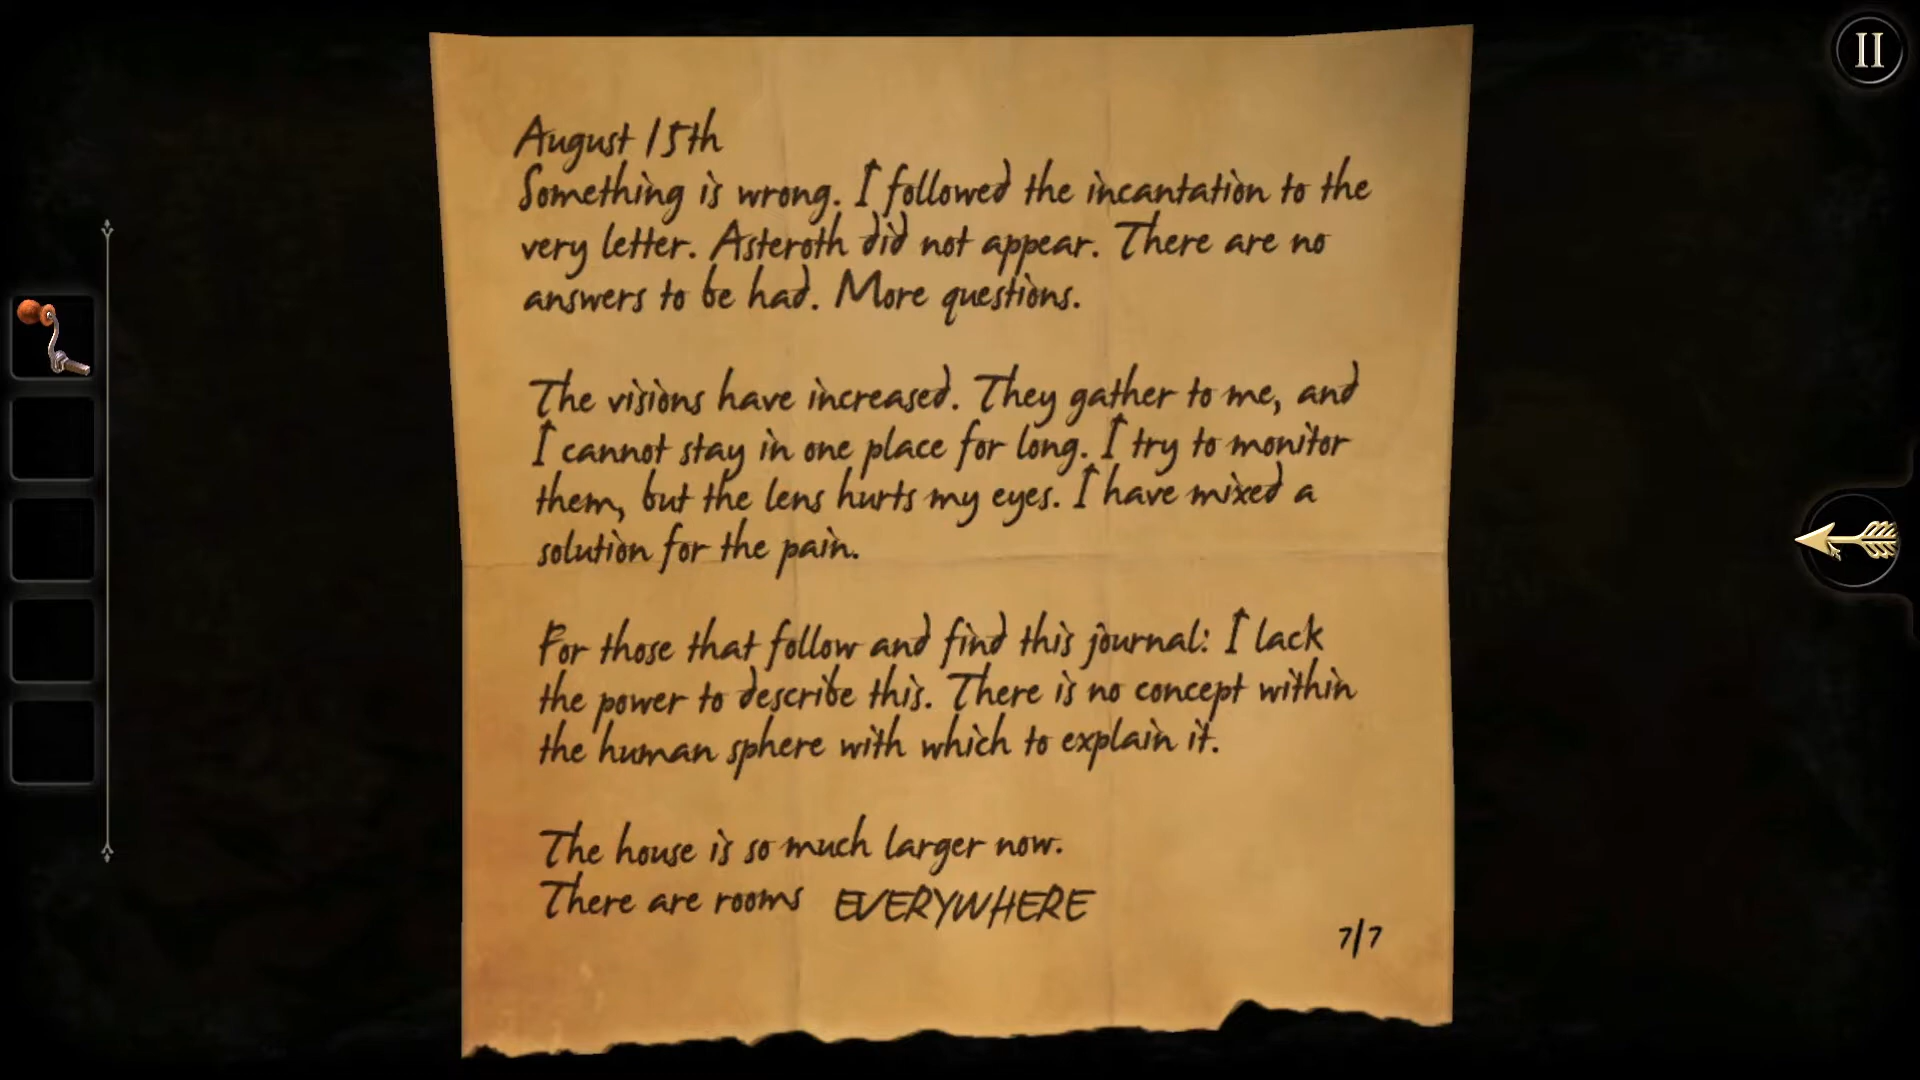 II
August 15th
Something is wrong. I followed the incantation to the
very letter. Asteroth did not appear. There are no
answers to be had. More questions.
The visions have increased. They gather to me, and
I cannot stay in one place for long. I try to monitor
them, but the lens hurts my eyes. I have mixed a
solution for the pain.
For those that follow and find this journal: I lack
the power to describe this. There is no concept within
the human sphere with which to explain it.
The house is so much larger now.
There are rooms EVERYWHERE
7/7